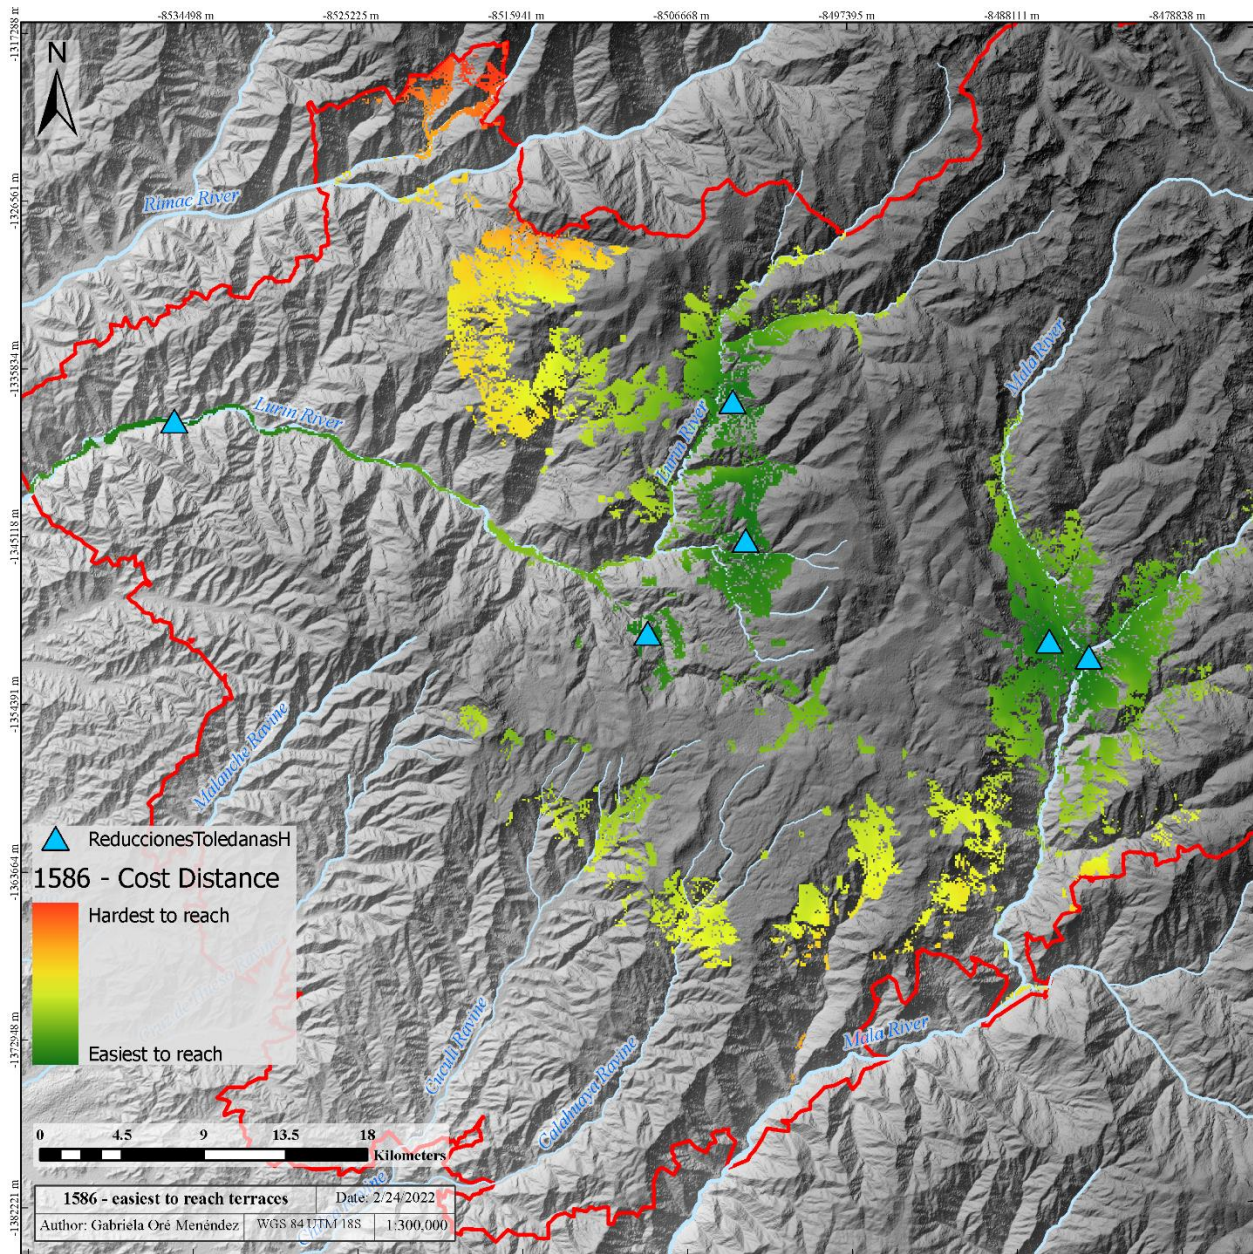 -8534498 m
-8525225 m
-8515941 m
-8506668 m
-8497395 m
-8488111 m
-8478838 m
-1317288 m
-1326561 m
-1335834 m
-1345118 m
-1354391 m
-1363664 m
-1372948 m
-1382221 m
N
Rimac River
Lurin River
Lurin River
Mala River
Malanche Ravine
Cuculi Ravine
Calahuaya Ravine
Mala River
ReduccionesToledanasH
1586 - Cost Distance
Hardest to reach
Easiest to reach
0 4.5 9 13.5 18
Kilometers
1586 - easiest to reach terraces
Date: 2/24/2022
Author: Gabriela Oré Menéndez
WGS 84 UTM 18S
1:300,000